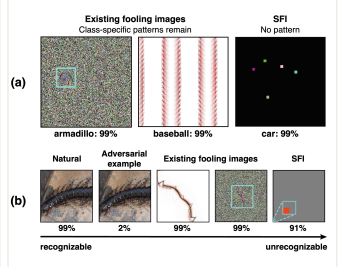 Existing fooling images
Class-specific patterns remain
SFI
No pattern
(a)
armadillo: 99%
baseball: 99%
car: 99%
Natural
Adversarial
example
Existing fooling images
SFI
(b)
99%
2%
99%
99%
91%
recognizable
unrecognizable